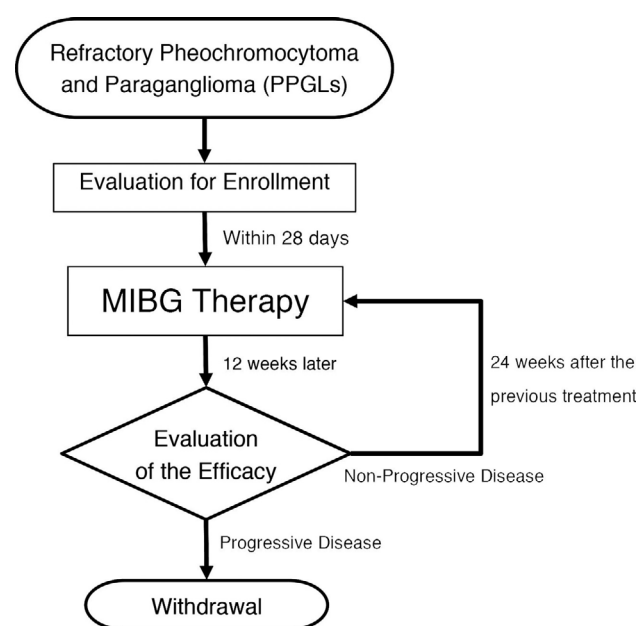 Refractory Pheochromocytoma
and Paraganglioma (PPGLs)
Evaluation for Enrollment
Within 28 days
MIBG Therapy
12 weeks later
24 weeks after the
previous treatment
Evaluation
of the Efficacy
Non-Progressive Disease
Progressive Disease
Withdrawal